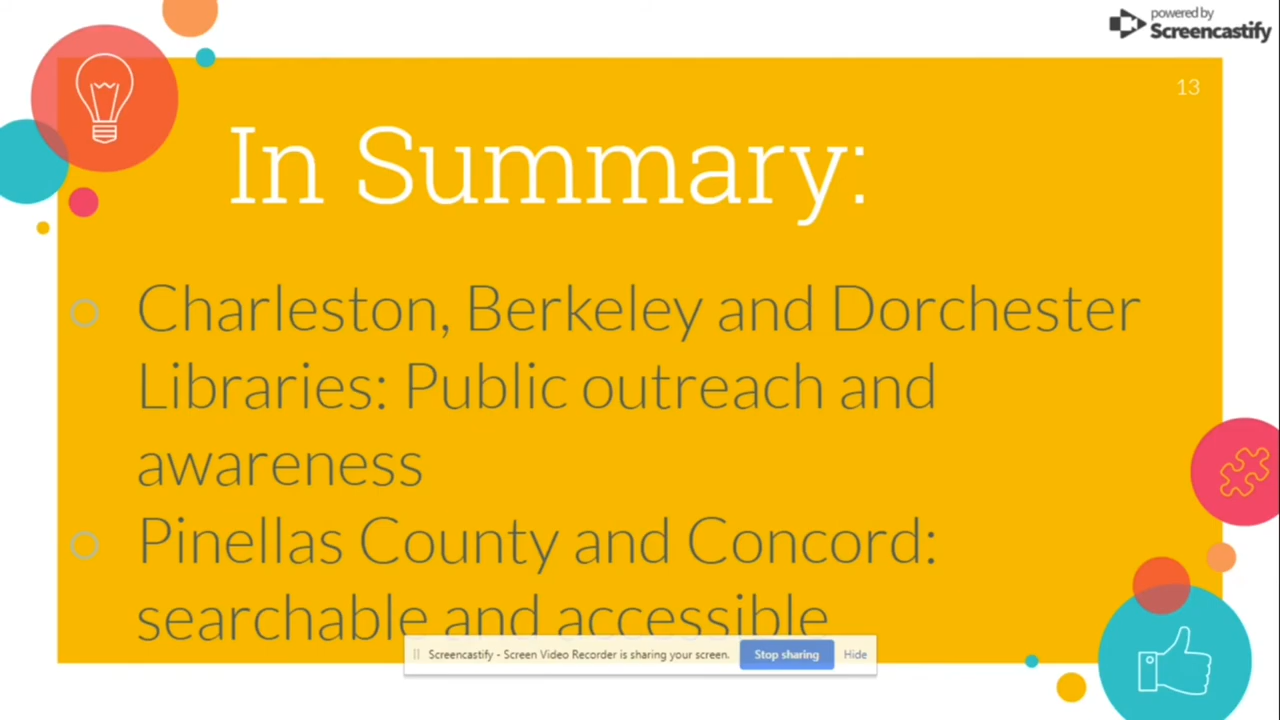 powered by
Screencastify
13
In Summary:
Charleston, Berkeley and Dorchester
Libraries: Public outreach and
awareness
Pinellas County and Concord:
searchable and accessible
Screencastify - Screen Video Recorder is sharing your screen. Stop sharing Hide